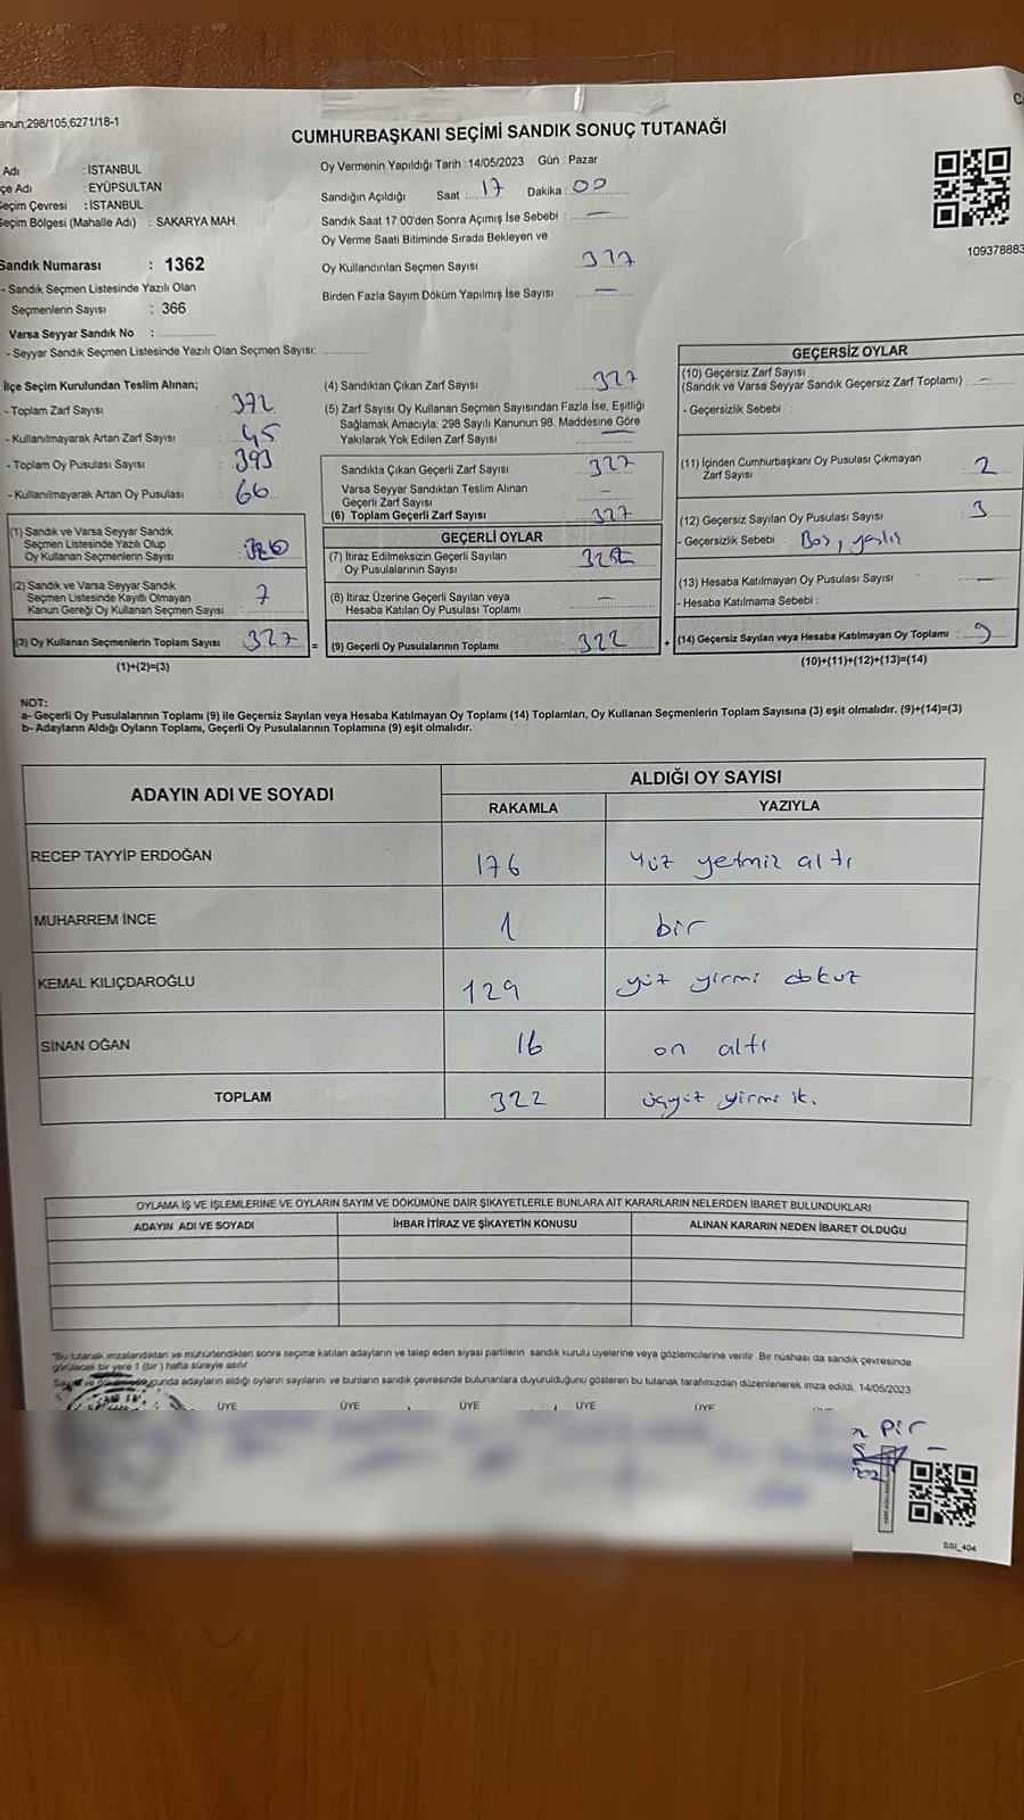 anun;298/105,6271/18-1
CUMHURBAŞKANI SEÇİMİ SANDIK SONUÇ TUTANAĞI
Adı : İSTANBUL
çe Adı : EYÜPSULTAN
Seçim Çevresi : İSTANBUL
Seçim Bölgesi (Mahalle Adı) : SAKARYA MAH.
Sandık Numarası : 1362
- Sandık Seçmen Listesinde Yazılı Olan
Seçmenlerin Sayısı : 366
Varsa Seyyar Sandık No :
- Seyyar Sandık Seçmen Listesinde Yazılı Olan Seçmen Sayısı:
Oy Vermenin Yapıldığı Tarih : 14/05/2023 Gün : Pazar
Sandığın Açıldığı Saat : 17 Dakika : 00
Sandık Saat 17:00'den Sonra Açımış İse Sebebi : —
Oy Verme Saati Bitiminde Sırada Bekleyen ve
Oy Kullandırılan Seçmen Sayısı
Birden Fazla Sayım Döküm Yapılmış İse Sayısı —
109378883
İlçe Seçim Kurulundan Teslim Alınan;
- Toplam Zarf Sayısı : 372
- Kullanılmayarak Artan Zarf Sayısı : 45
- Toplam Oy Pusulası Sayısı : 393
- Kullanılmayarak Artan Oy Pusulası : 66
(1) Sandık ve Varsa Seyyar Sandık
Seçmen Listesinde Yazılı Olup
Oy Kullanan Seçmenlerin Sayısı
(2) Sandık ve Varsa Seyyar Sandık
Seçmen Listesinde Kayıtlı Olmayan
Kanun Gereği Oy Kullanan Seçmen Sayısı 7
(3) Oy Kullanan Seçmenlerin Toplam Sayısı 327 =
(1)+(2)=(3)
(4) Sandıktan Çıkan Zarf Sayısı 327
(5) Zarf Sayısı Oy Kullanan Seçmen Sayısından Fazla İse, Eşitliği
Sağlamak Amacıyla; 298 Sayılı Kanunun 98. Maddesine Göre
Yakılarak Yok Edilen Zarf Sayısı —
Sandıkta Çıkan Geçerli Zarf Sayısı 327
Varsa Seyyar Sandıktan Teslim Alınan
Geçerli Zarf Sayısı —
(6) Toplam Geçerli Zarf Sayısı 327
GEÇERLİ OYLAR
(7) İtiraz Edilmeksizin Geçerli Sayılan
Oy Pusulalarının Sayısı
(8) İtiraz Üzerine Geçerli Sayılan veya
Hesaba Katılan Oy Pusulası Toplamı —
(9) Geçerli Oy Pusulalarının Toplamı 322 +
GEÇERSİZ OYLAR
(10) Geçersiz Zarf Sayısı
(Sandık ve Varsa Seyyar Sandık Geçersiz Zarf Toplamı) : —
- Geçersizlik Sebebi :
(11) İçinden Cumhurbaşkanı Oy Pusulası Çıkmayan
Zarf Sayısı 2
(12) Geçersiz Sayılan Oy Pusulası Sayısı 3
- Geçersizlik Sebebi : Boş,
(13) Hesaba Katılmayan Oy Pusulası Sayısı —
- Hesaba Katılmama Sebebi :
(14) Geçersiz Sayılan veya Hesaba Katılmayan Oy Toplamı :
(10)+(11)+(12)+(13)=(14)
NOT:
a- Geçerli Oy Pusulalarının Toplamı (9) ile Geçersiz Sayılan veya Hesaba Katılmayan Oy Toplamı (14) Toplamları, Oy Kullanan Seçmenlerin Toplam Sayısına (3) eşit olmalıdır. (9)+(14)=(3)
b- Adayların Aldığı Oyların Toplamı, Geçerli Oy Pusulalarının Toplamına (9) eşit olmalıdır.
ADAYIN ADI VE SOYADI ALDIĞI OY SAYISI
RAKAMLA YAZIYLA
RECEP TAYYİP ERDOĞAN 176 Yüz yetmiz altı
MUHARREM İNCE 1 bir
KEMAL KILIÇDAROĞLU 129 yüz yirmi dokuz
SİNAN OĞAN 16 on altı
TOPLAM 322 üçyüz yirmi ik.
OYLAMA İŞ VE İŞLEMLERİNE VE OYLARIN SAYIM VE DÖKÜMÜNE DAİR ŞİKAYETLERLE BUNLARA AİT KARARLARIN NELERDEN İBARET BULUNDUKLARI
ADAYIN ADI VE SOYADI İHBAR İTİRAZ VE ŞİKAYETİN KONUSU ALINAN KARARIN NEDEN İBARET OLDUĞU
"Bu tutanak imzalandıktan ve mühürlendikten sonra seçime katılan adayların ve talep eden siyasi partilerin sandık kurulu üyelerine veya gözlemcilerine verilir. Bir nüshası da sandık çevresinde
görülecek bir yere 1 (bir ) hafta süreyle asılır
adayların aldığı oyların sayılarını ve bunların sandık çevresinde bulunanlara duyurulduğunu gösteren bu tutanak tarafımızdan düzenlenerek imza edildi. 14/05/2023
ÜYE ÜYE ÜYE ÜYE ÜYE
Pir
SSI_404